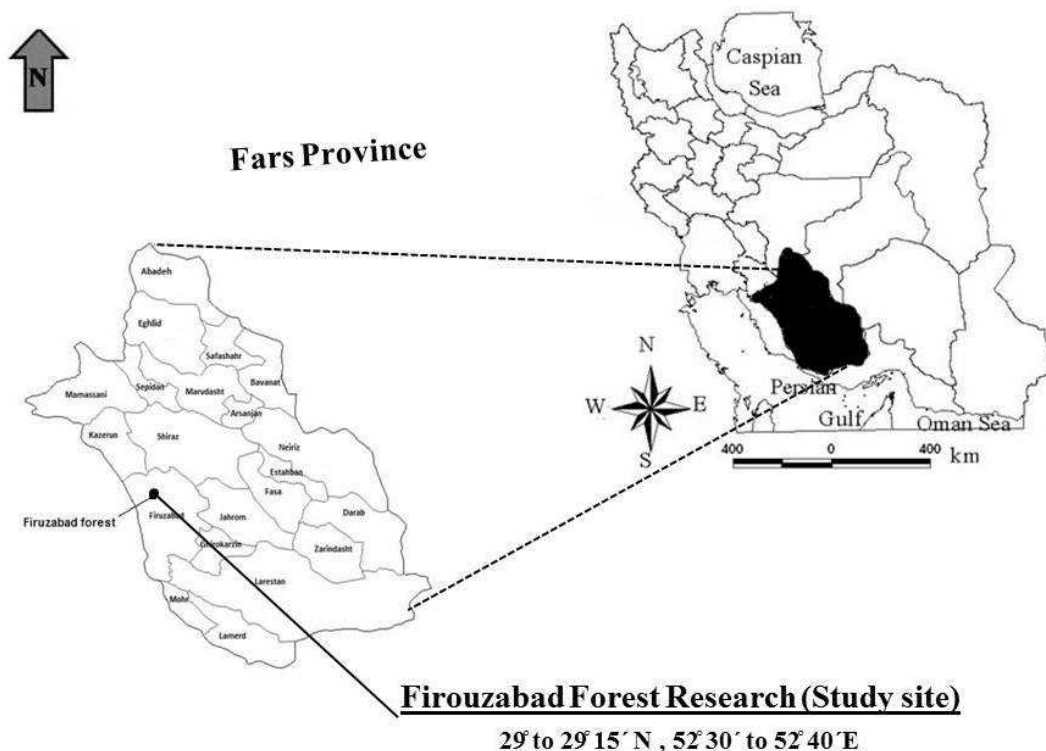 N
Fars Province
Caspian
Sea
Abadeh
Eghlid
Safashahr
Bavanat
Mamassani
Sepidan
Marvdasht
Arsanjan
Kazerun
Shiraz
Neiriz
Estahban
Fasa
Firuzabad forest
Firuzabad
Jahrom
Darab
Ghirokarzin
Zarindasht
Larestan
Mohr
Lamerd
N
W
E
S
Persian
Gulf
Oman Sea
400 0 400
km
Firouzabad Forest Research (Study site)
29° to 29° 15´ N , 52° 30´ to 52° 40´ E